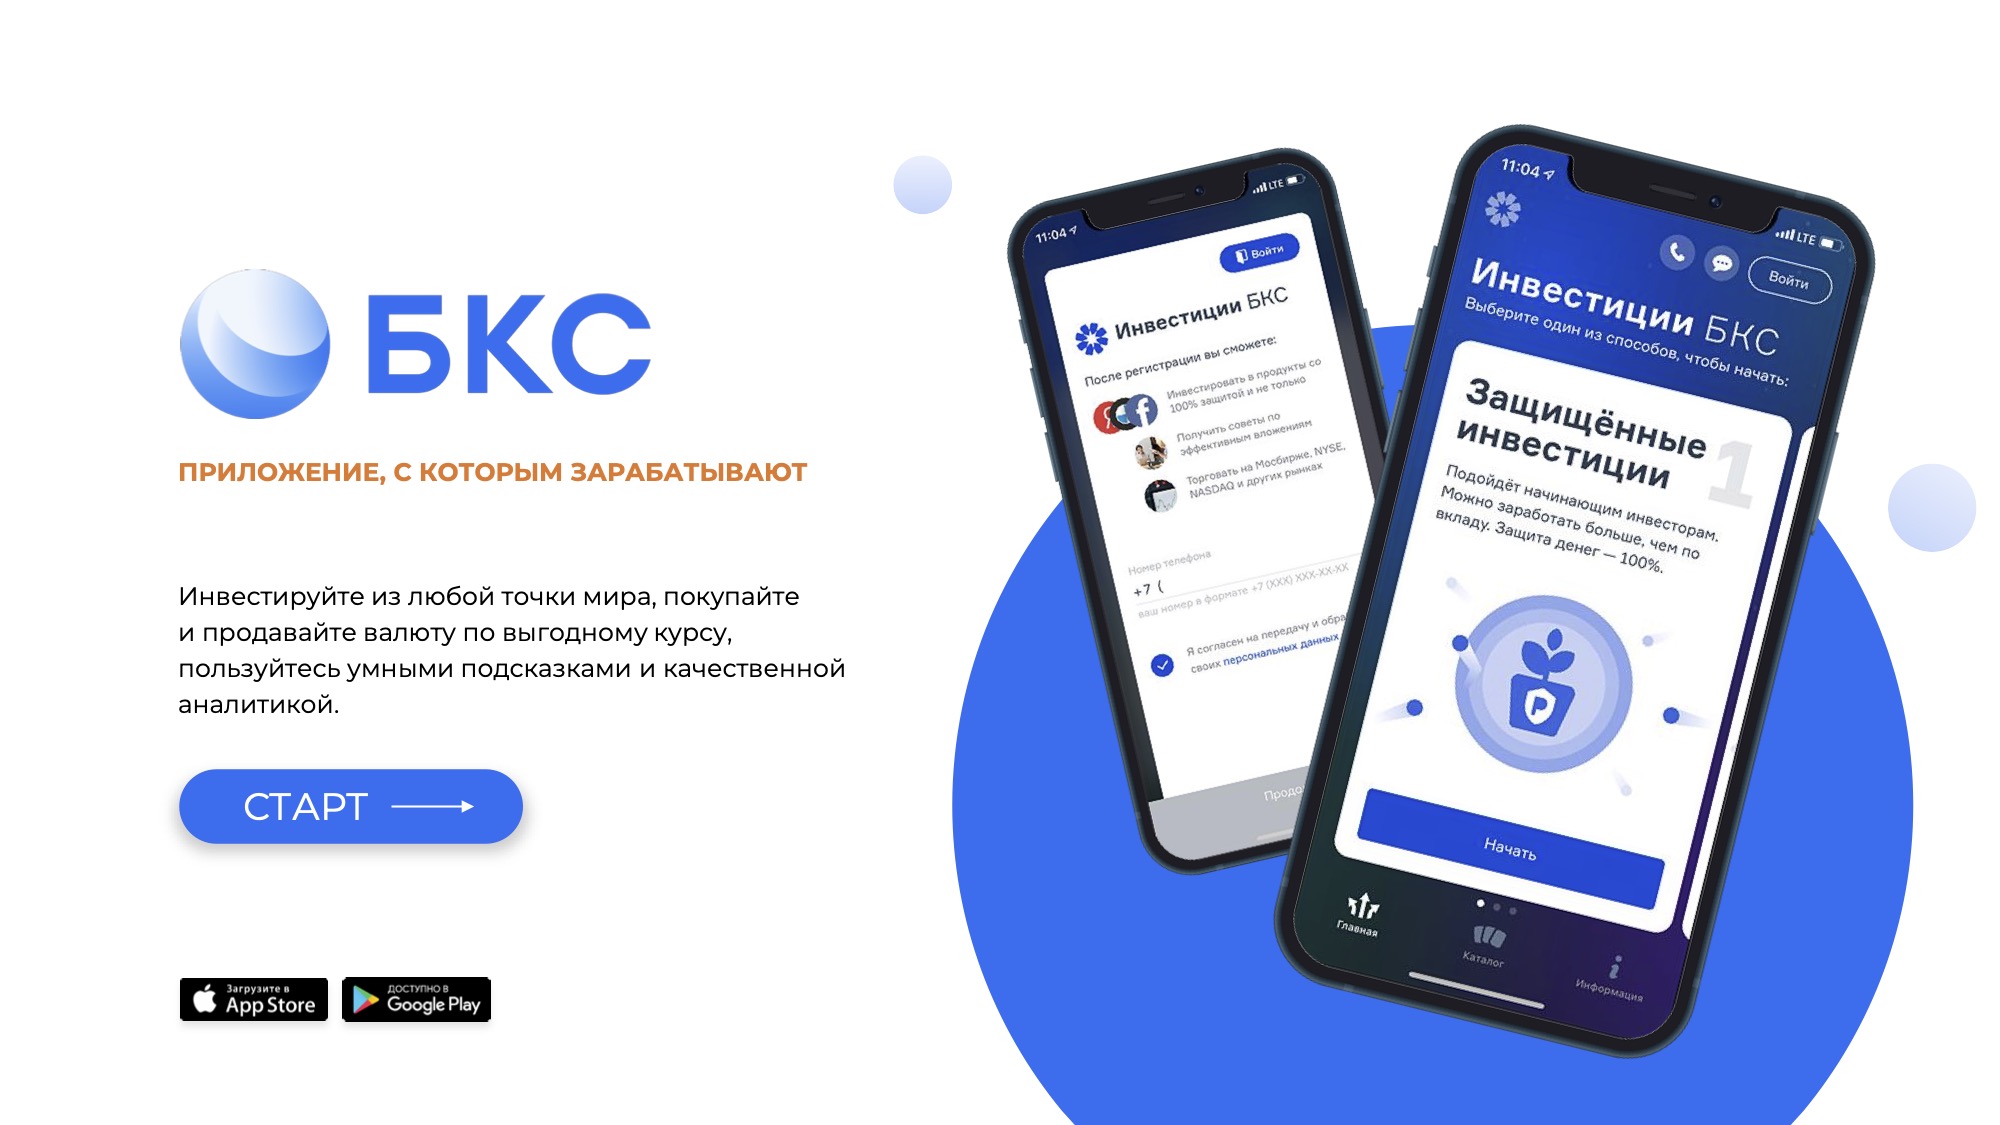 БКС
ПРИЛОЖЕНИЕ, С КОТОРЫМ ЗАРАБАТЫВАЮТ
Инвестируйте из любой точки мира, покупайте
и продавайте валюту по выгодному курсу,
пользуйтесь умными подсказками и качественной
аналитикой.
СТАРТ
Загрузите в
App Store
ДОСТУПНО В
Google Play
11:04
LTE
Войти
Инвестиции БКС
После регистрации вы сможете:
Инвестировать в продукты со
100% защитой и не только
Получить советы по
эффективным вложениям
Торговать на Мосбирже, NYSE,
NASDAQ и других рынках
Номер телефона
+7 (
ваш номер в формате +7 (XXX) XXX-XX-XX
Я согласен на передачу и обра
своих персональных данных
Продо
11:04
LTE
Войти
Инвестиции БКС
Выберите один из способов, чтобы начать:
Защищённые
инвестиции
1
Подойдёт начинающим инвесторам.
Можно заработать больше, чем по
вкладу. Защита денег — 100%.
P
Начать
Главная
Каталог
Информация